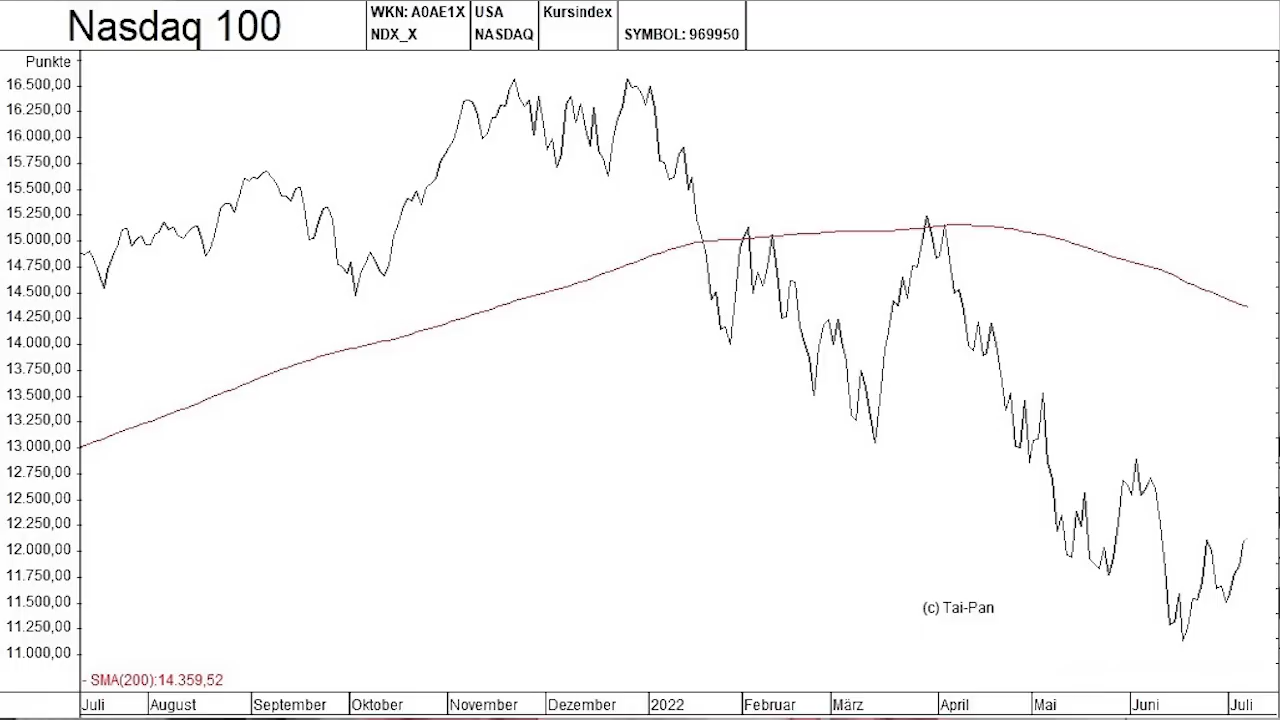 Nasdaq 100
WKN: A0AE1X
NDX_X
USA
NASDAQ
Kursindex
SYMBOL: 969950
Punkte
16.500,00
16.250,00
16.000,00
15.750,00
15.500,00
15.250,00
15.000,00
14.750,00
14.500,00
14.250,00
14.000,00
13.750,00
13.500,00
13.250,00
13.000,00
12.750,00
12.500,00
12.250,00
12.000,00
11.750,00
11.500,00
11.250,00
11.000,00
(c) Tai-Pan
- SMA(200):14.359,52
Juli August September Oktober November Dezember 2022 Februar März April Mai Juni Juli